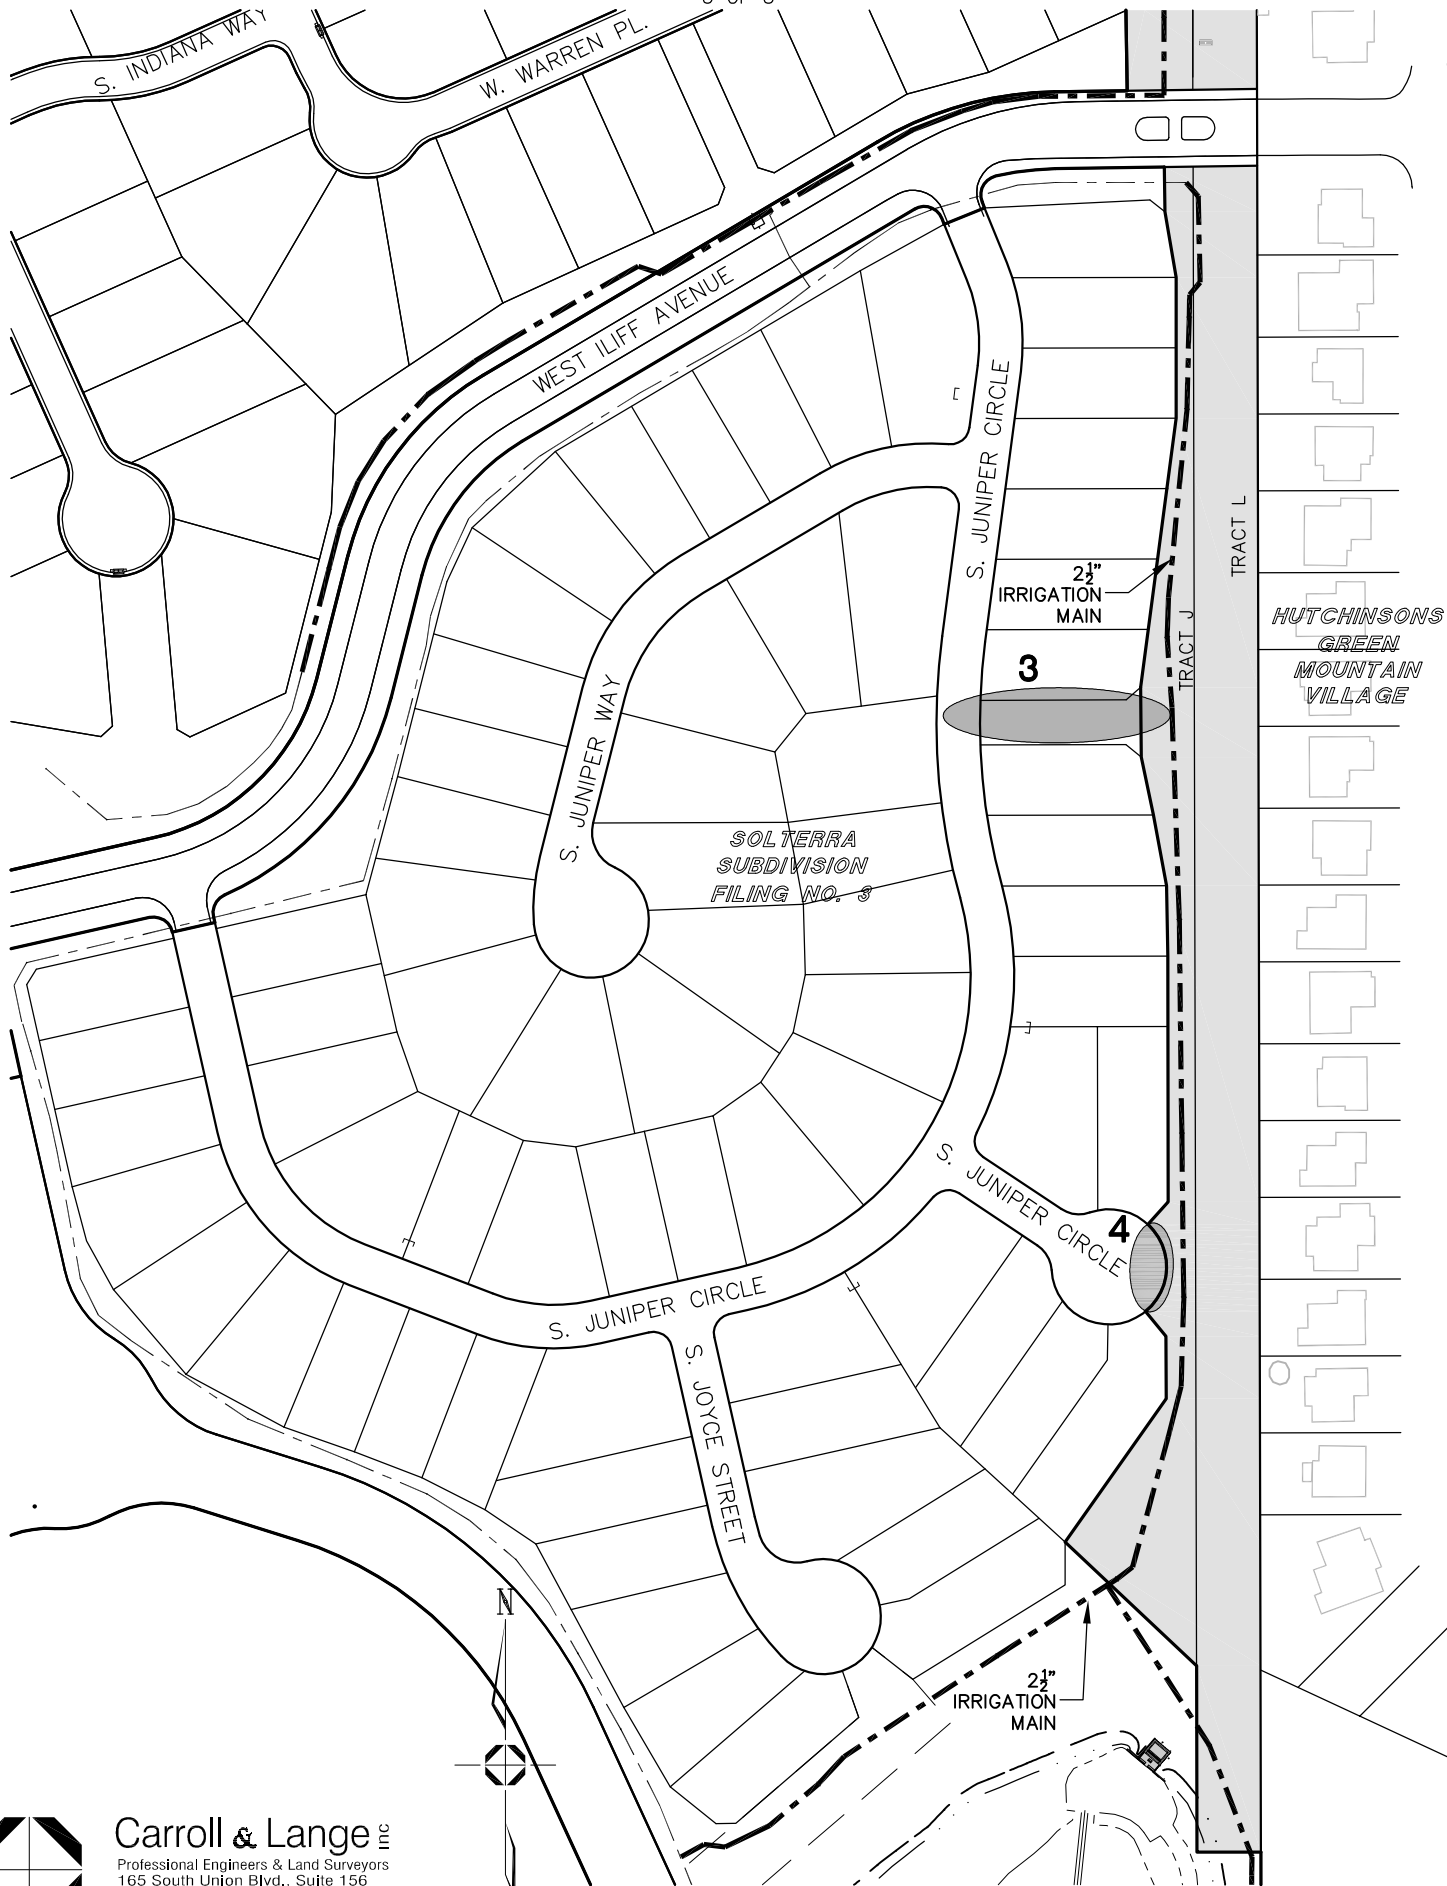 S. INDIANA WAY
W. WARREN PL.
WEST ILIFF AVENUE
S. JUNIPER CIRCLE
2½"
IRRIGATION
MAIN
TRACT L
TRACT J
HUTCHINSONS
GREEN
MOUNTAIN
VILLAGE
3
S. JUNIPER WAY
SOLTERRA
SUBDIVISION
FILING NO. 3
S. JUNIPER CIRCLE
4
S. JUNIPER CIRCLE
S. JOYCE STREET
N
2½"
IRRIGATION
MAIN
Carroll & Lange Inc
Professional Engineers & Land Surveyors
165 South Union Blvd., Suite 156